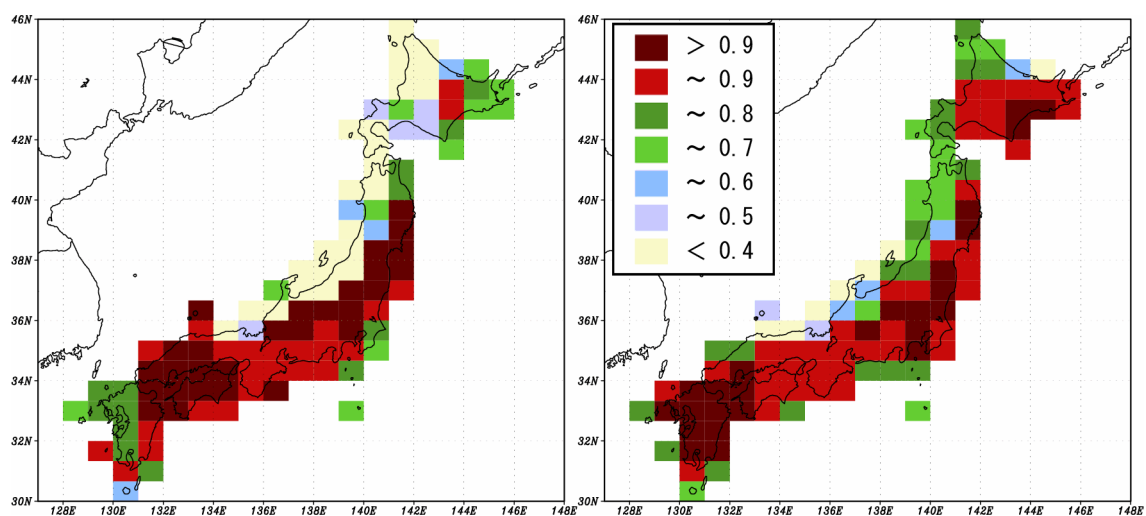 46N
44N
42N
40N
38N
36N
34N
32N
30N
128E 130E 132E 134E 136E 138E 140E 142E 144E 146E 148E
46N
44N
42N
40N
38N
36N
34N
32N
30N
128E 130E 132E 134E 136E 138E 140E 142E 144E 146E 148E
> 0.9
~ 0.9
~ 0.8
~ 0.7
~ 0.6
~ 0.5
< 0.4